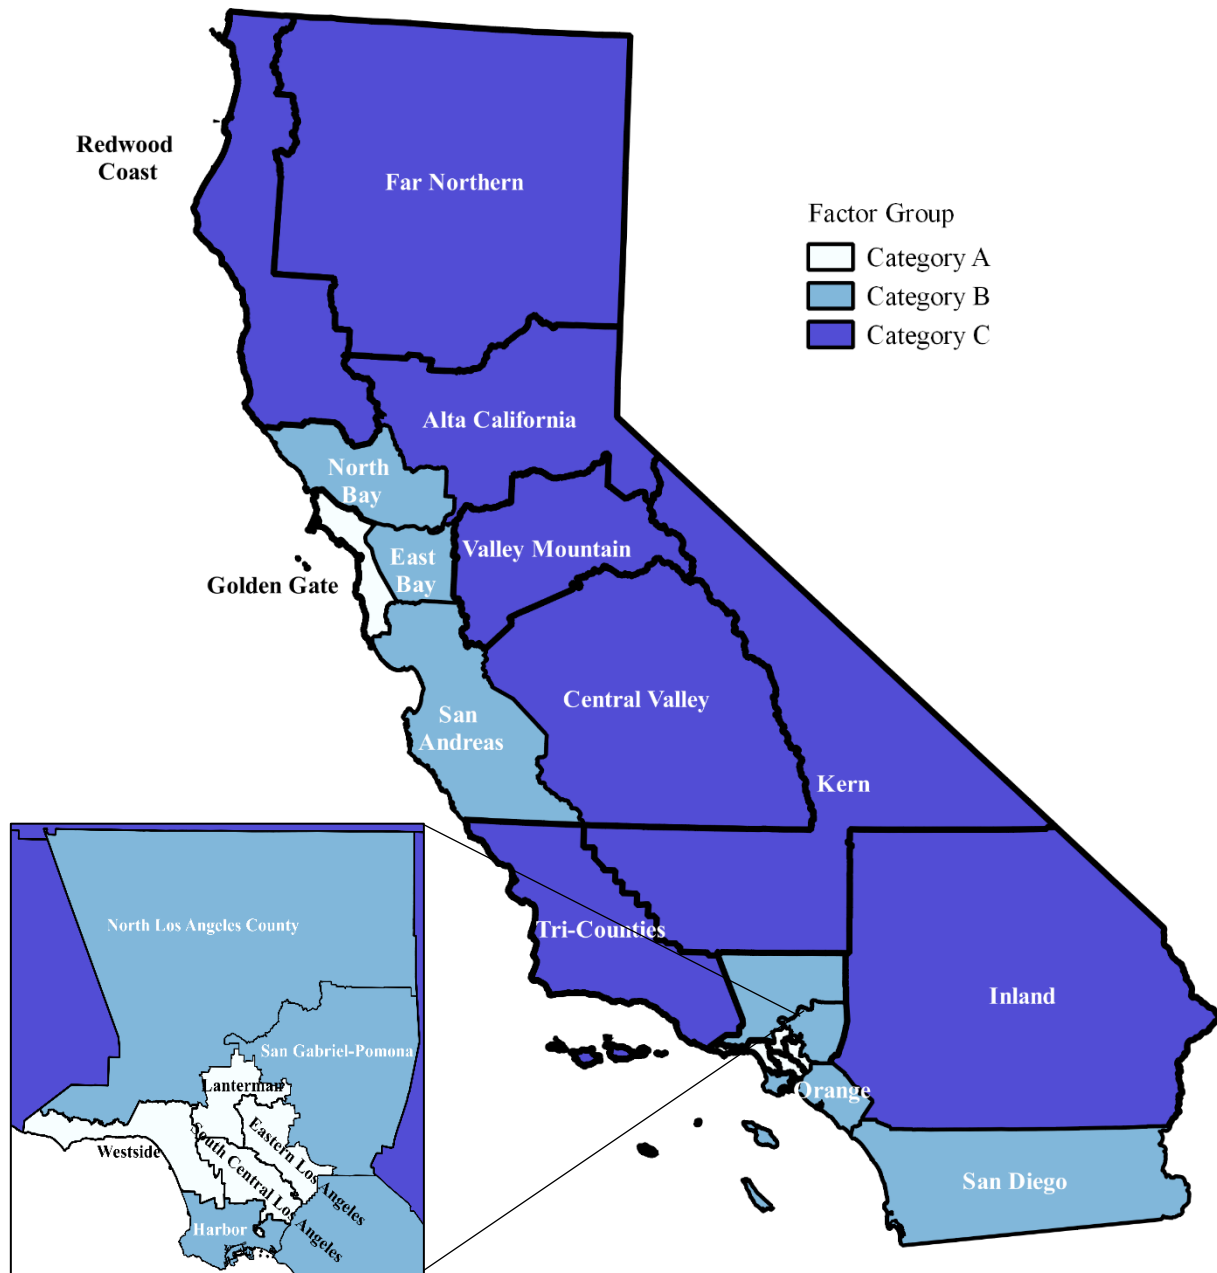 Redwood
Coast
Far Northern
Factor Group
Category A
Category B
Category C
Alta California
North
Bay
East
Bay
Valley Mountain
Golden Gate
Central Valley
San
Andreas
Kern
Tri-Counties
Inland
Orange
San Diego
North Los Angeles County
San Gabriel-Pomona
Lanterman
Eastern Los Angeles
South Central Los Angeles
Westside
Harbor